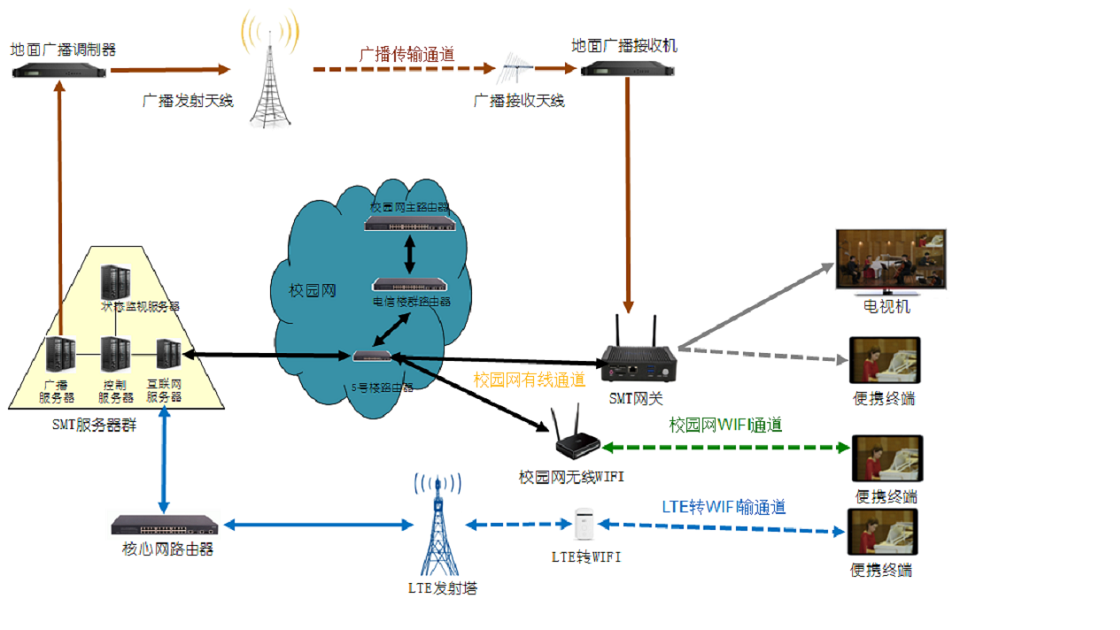 地面广播调制器
广播发射天线
广播传输通道
广播接收天线
地面广播接收机
校园网主路由器
校园网
电信楼群路由器
5号楼路由器
状态监视服务器
广播
服务器
控制
服务器
互联网
服务器
SMT服务器群
校园网有线通道
SMT网关
电视机
便携终端
校园网WIFI通道
校园网无线WIFI
便携终端
LTE转WIFI输通道
核心网路由器
LTE发射塔
LTE转WIFI
便携终端